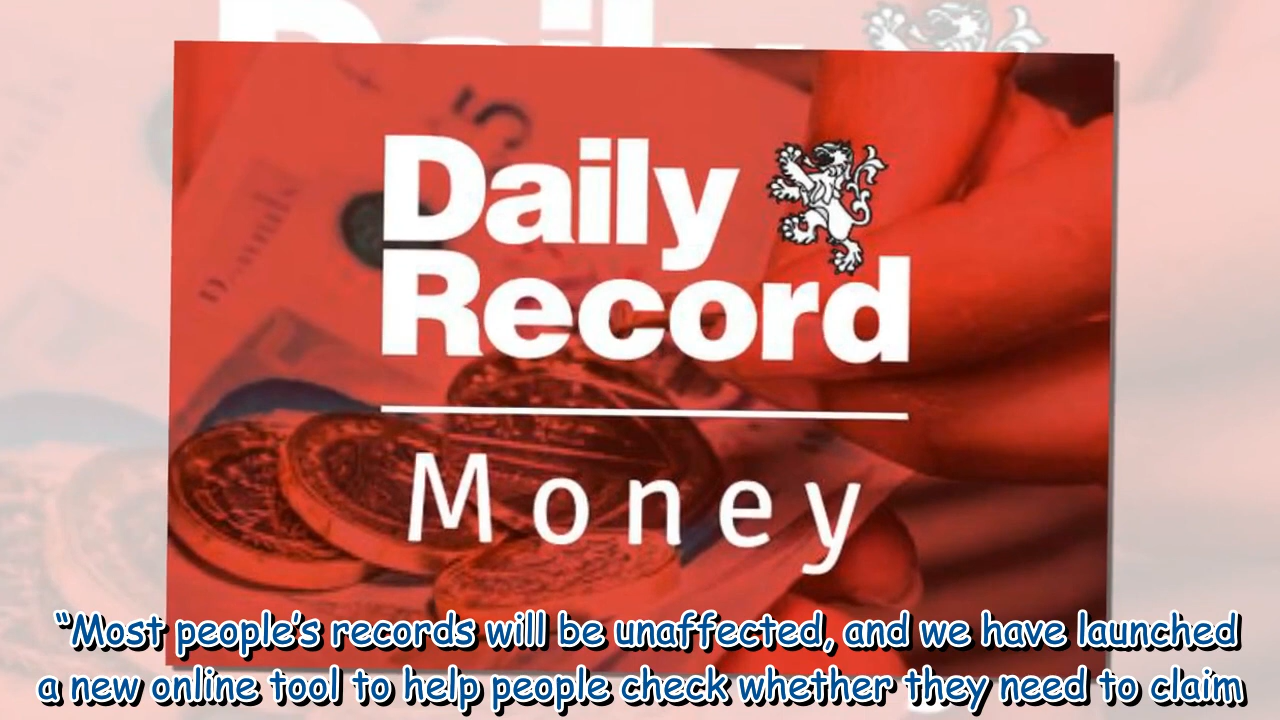 Daily
Record
Money
“Most people’s records will be unaffected, and we have launched
a new online tool to help people check whether they need to claim